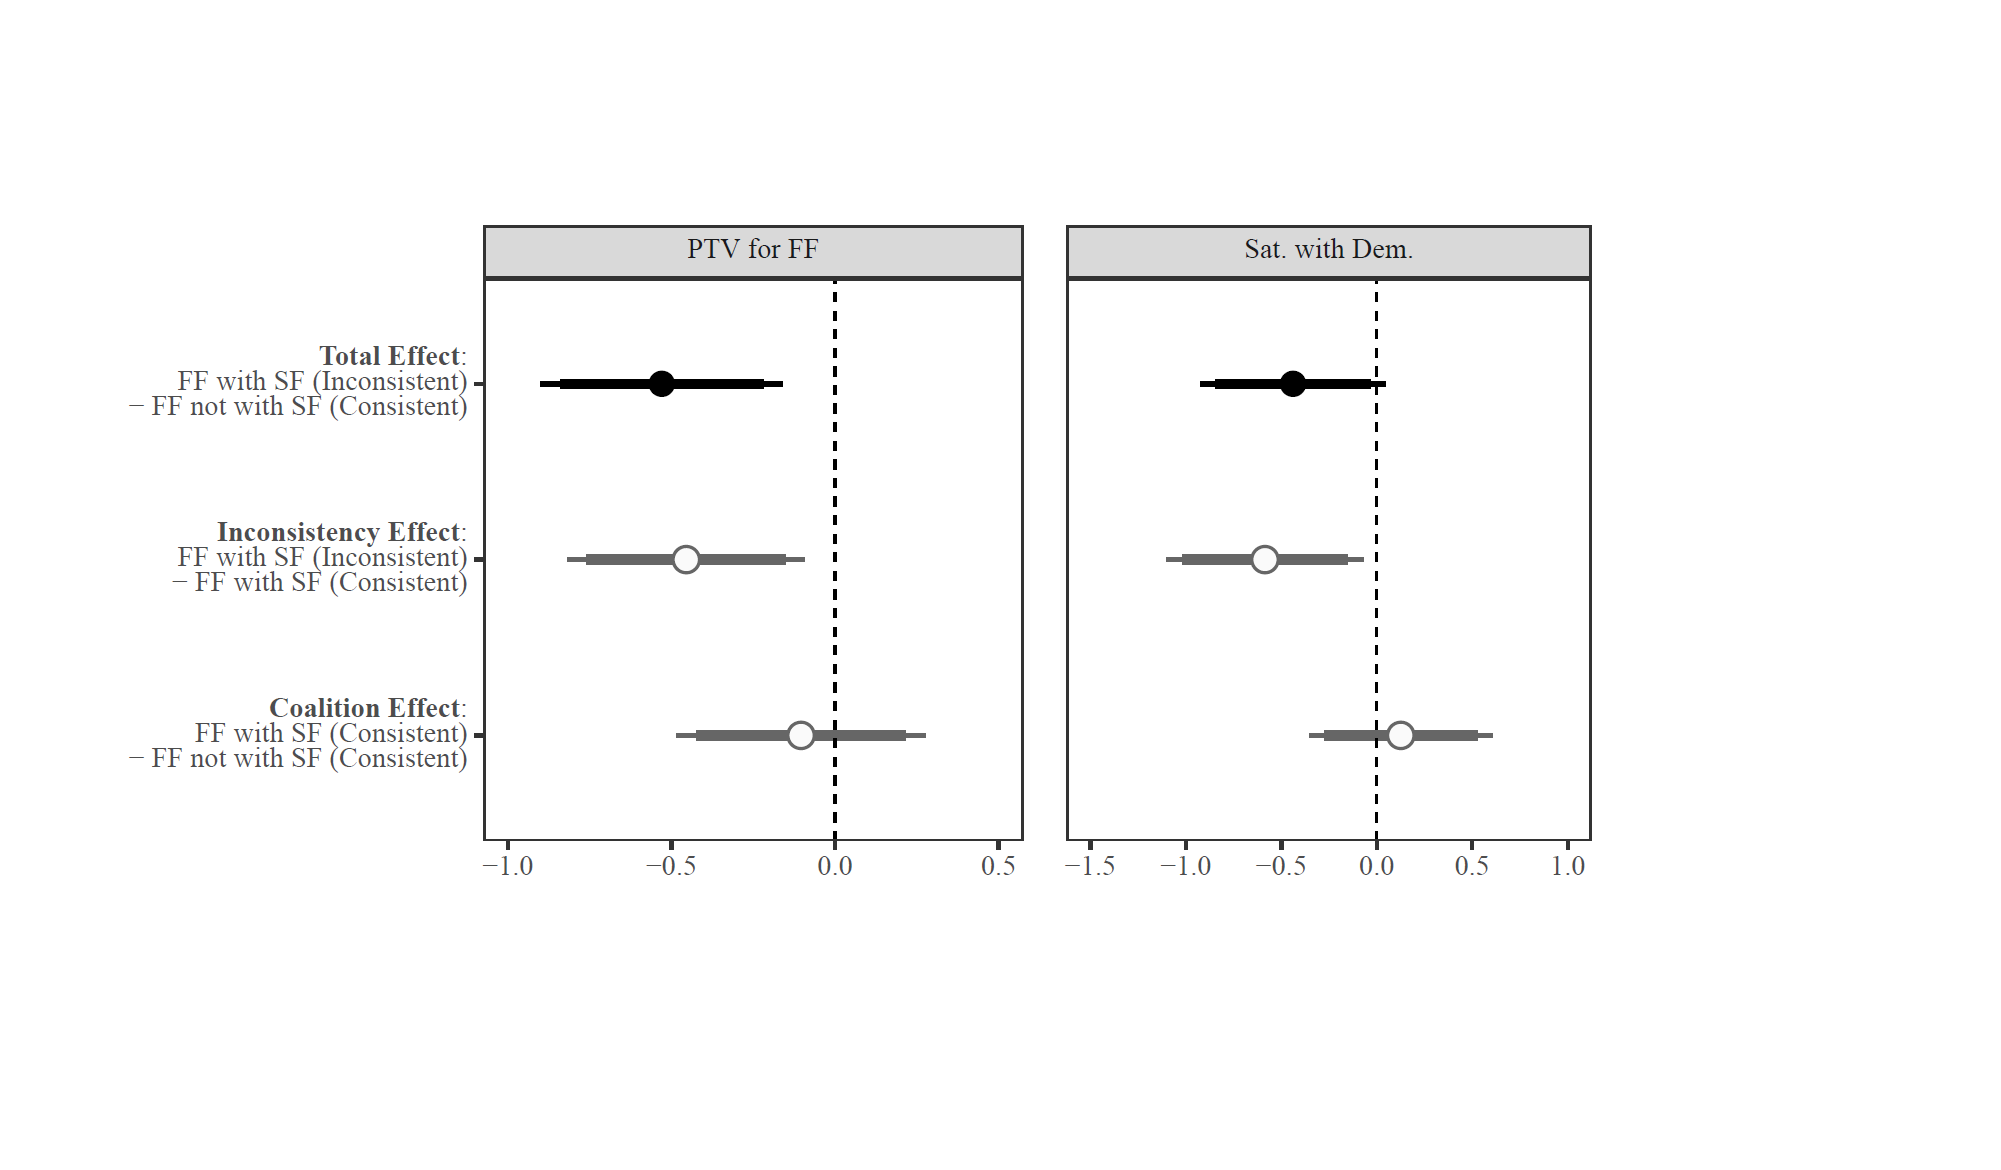 PTV for FF
Sat. with Dem.
Total Effect:
FF with SF (Inconsistent)
− FF not with SF (Consistent)
Inconsistency Effect:
FF with SF (Inconsistent)
− FF with SF (Consistent)
Coalition Effect:
FF with SF (Consistent)
− FF not with SF (Consistent)
−1.0 −0.5 0.0 0.5
−1.5 −1.0 −0.5 0.0 0.5 1.0